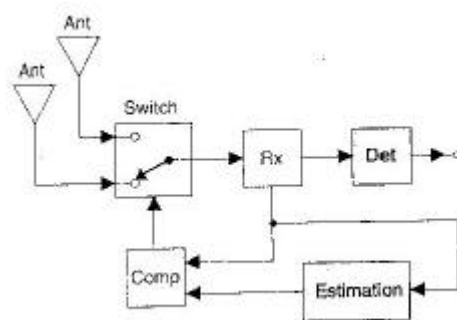 Ant
Ant
Switch
Rx
Det
Comp
Estimation